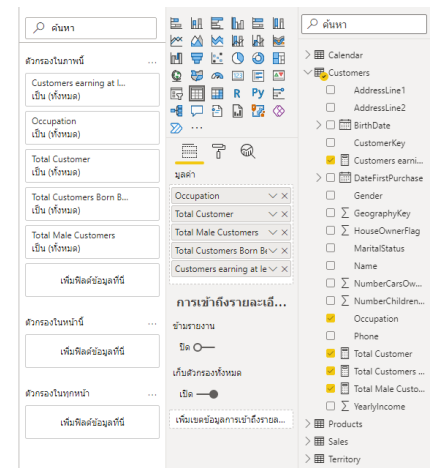 ค้นหา
ตัวกรองในภาพนี้
...
Customers earning at l...
เป็น (ทั้งหมด)
Occupation
เป็น (ทั้งหมด)
Total Customer
เป็น (ทั้งหมด)
Total Customers Born B...
เป็น (ทั้งหมด)
Total Male Customers
เป็น (ทั้งหมด)
เพิ่มฟิลด์ข้อมูลที่นี่
ตัวกรองในหน้านี้
...
เพิ่มฟิลด์ข้อมูลที่นี่
ตัวกรองในทุกหน้า
...
เพิ่มฟิลด์ข้อมูลที่นี่
R Py
...
มูลค่า
Occupation
Total Customer
Total Male Customers
Total Customers Born Be
Customers earning at le
การเข้าถึงรายละเอี...
ข้ามรายงาน
ปิด
เก็บตัวกรองทั้งหมด
เปิด
เพิ่มเขตข้อมูลการเข้าถึงรายล...
ค้นหา
Calendar
Customers
AddressLine1
AddressLine2
BirthDate
CustomerKey
Customers earni...
DateFirstPurchase
Gender
GeographyKey
HouseOwnerFlag
MaritalStatus
Name
NumberCarsOw...
NumberChildren...
Occupation
Phone
Total Customer
Total Customers ...
Total Male Custo...
YearlyIncome
Products
Sales
Territory